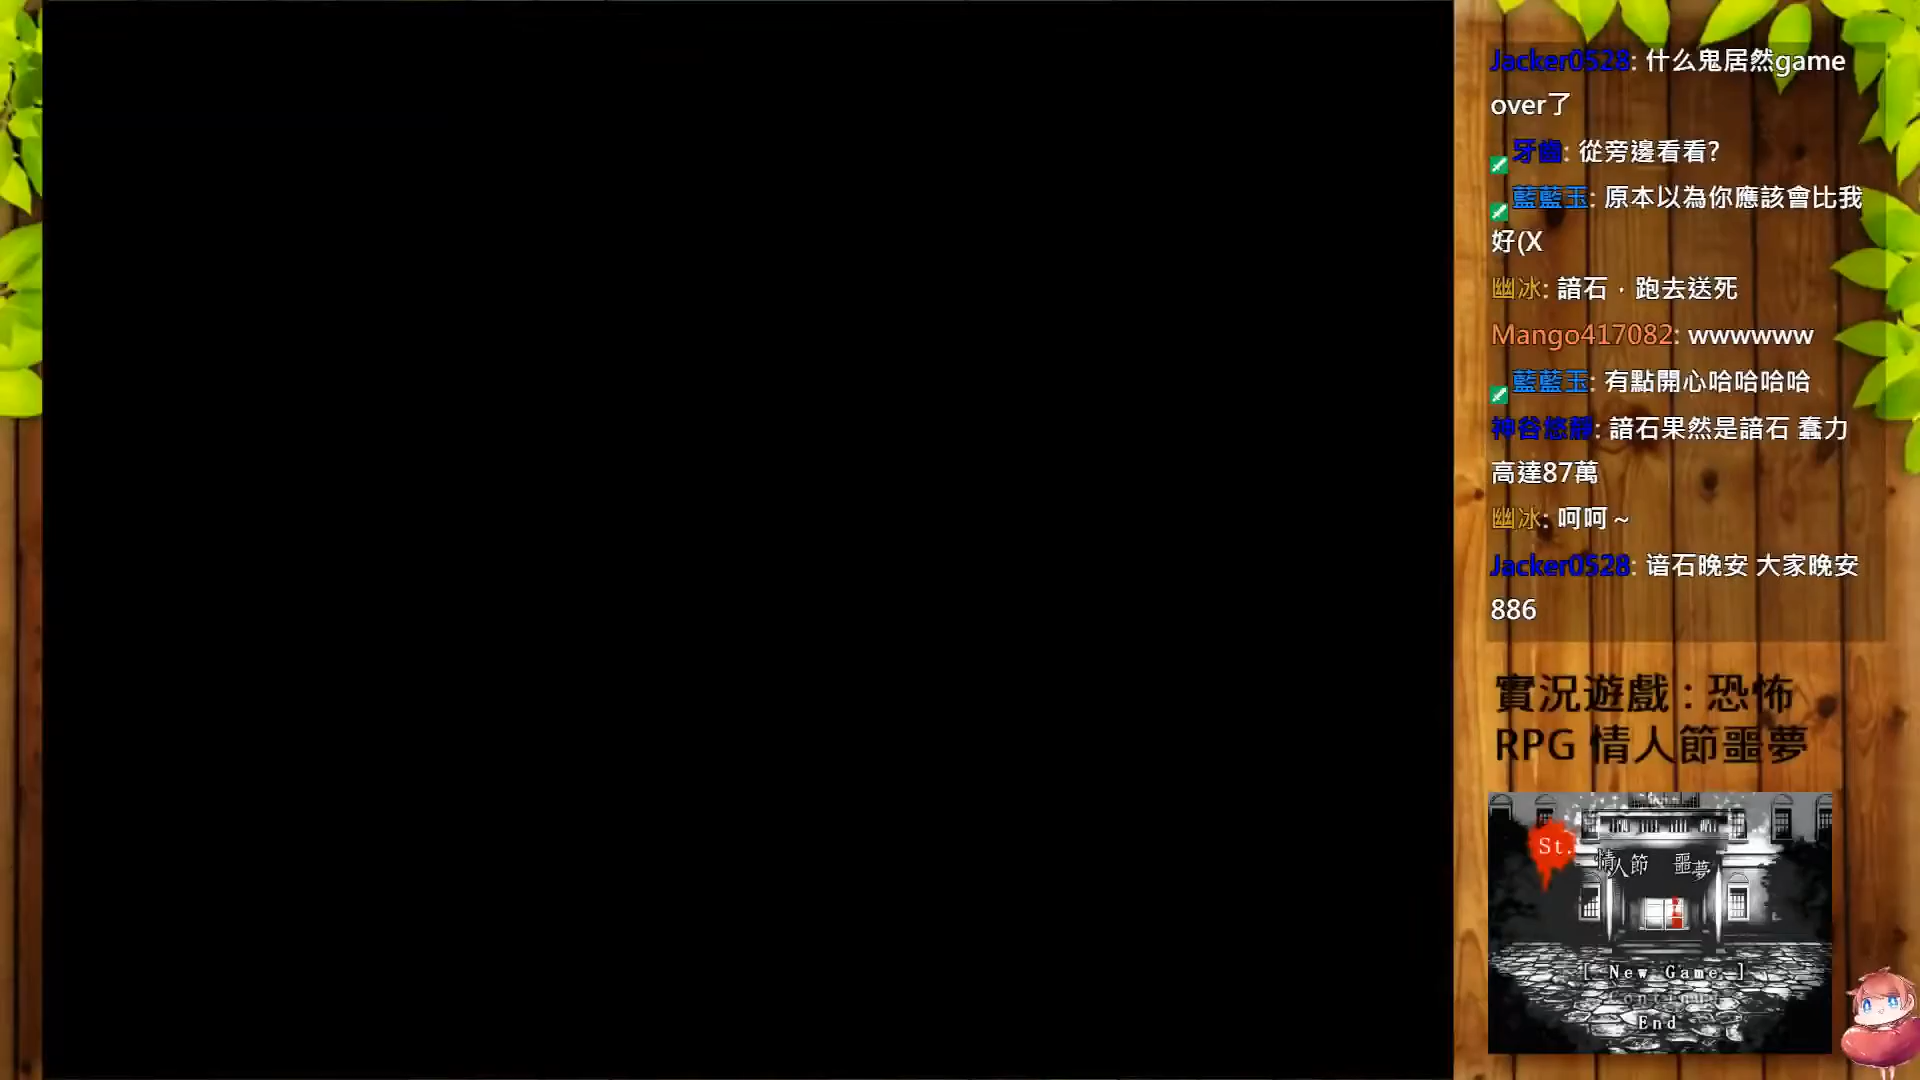 Jacker0528: 什么鬼居然game
over了
牙齒: 從旁邊看看?
藍藍玉: 原本以為你應該會比我
好(X
幽冰: 諳石，跑去送死
Mango417082: wwwwww
藍藍玉: 有點開心哈哈哈哈
神谷悠靜: 諳石果然是諳石 蠢力
高達87萬
幽冰: 呵呵～
Jacker0528: 谙石晚安 大家晚安
886
實況遊戲 : 恐怖
RPG 情人節噩夢
St.
情人節 噩夢
[ New Game ]
Continue
End